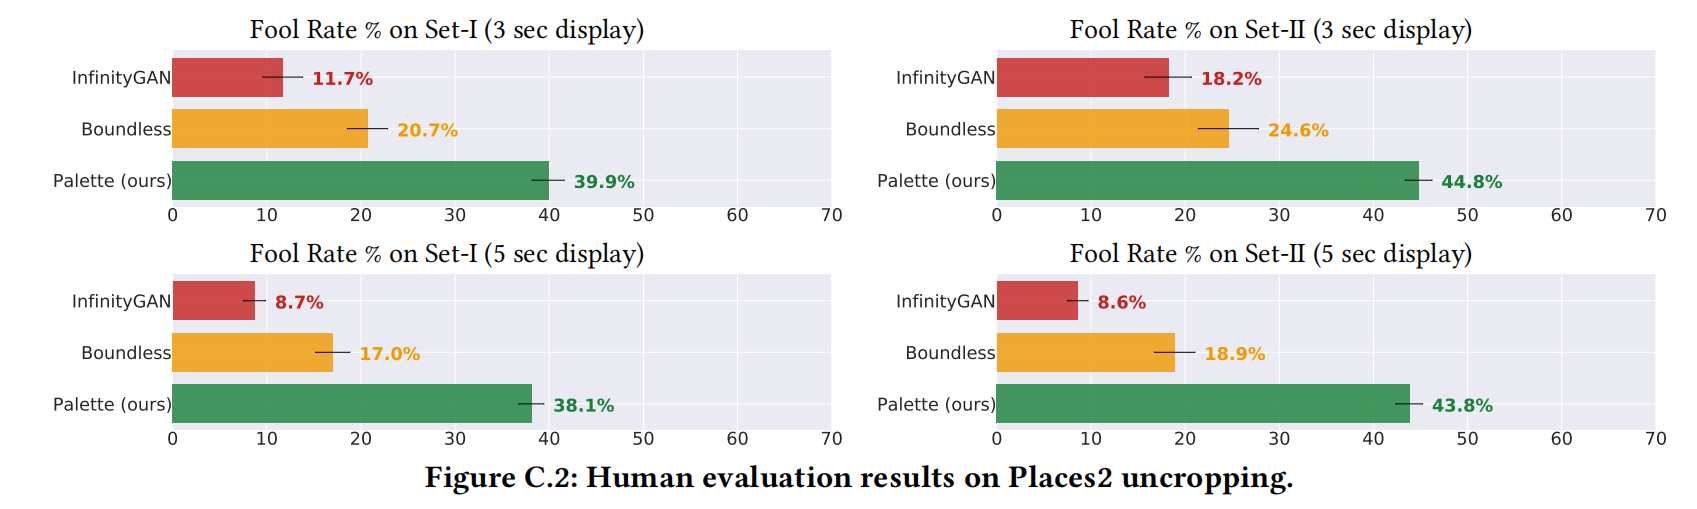 Fool Rate % on Set-I (3 sec display)
InfinityGAN 11.7%
Boundless 20.7%
Palette (ours) 39.9%
0 10 20 30 40 50 60 70
Fool Rate % on Set-II (3 sec display)
InfinityGAN 18.2%
Boundless 24.6%
Palette (ours) 44.8%
0 10 20 30 40 50 60 70
Fool Rate % on Set-I (5 sec display)
InfinityGAN 8.7%
Boundless 17.0%
Palette (ours) 38.1%
0 10 20 30 40 50 60 70
Fool Rate % on Set-II (5 sec display)
InfinityGAN 8.6%
Boundless 18.9%
Palette (ours) 43.8%
0 10 20 30 40 50 60 70
Figure C.2: Human evaluation results on Places2 uncropping.